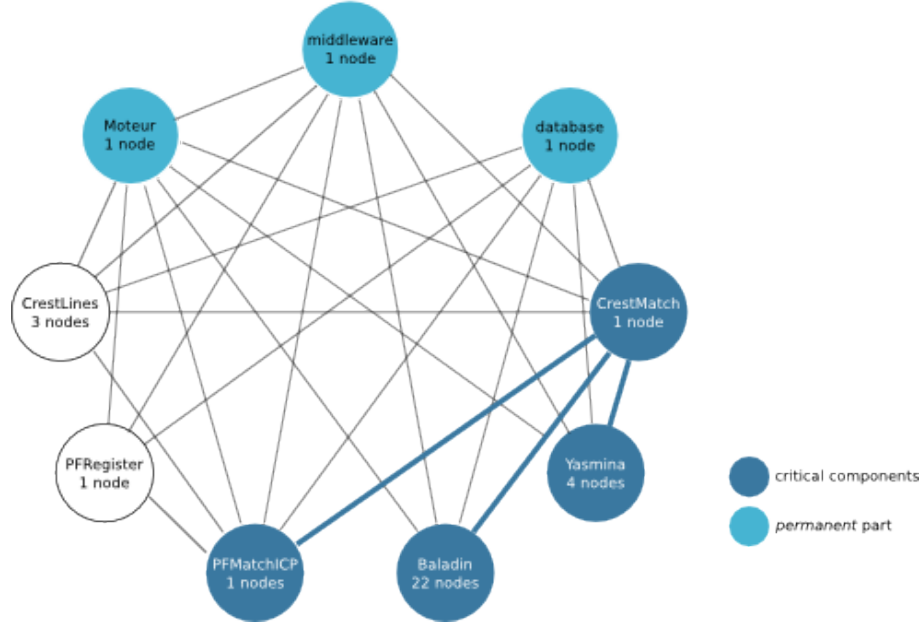 middleware
1 node
Moteur
1 node
database
1 node
CrestLines
3 nodes
CrestMatch
1 node
PFRegister
1 node
Yasmina
4 nodes
PFMatchICP
1 nodes
Baladin
22 nodes
critical components
permanent part